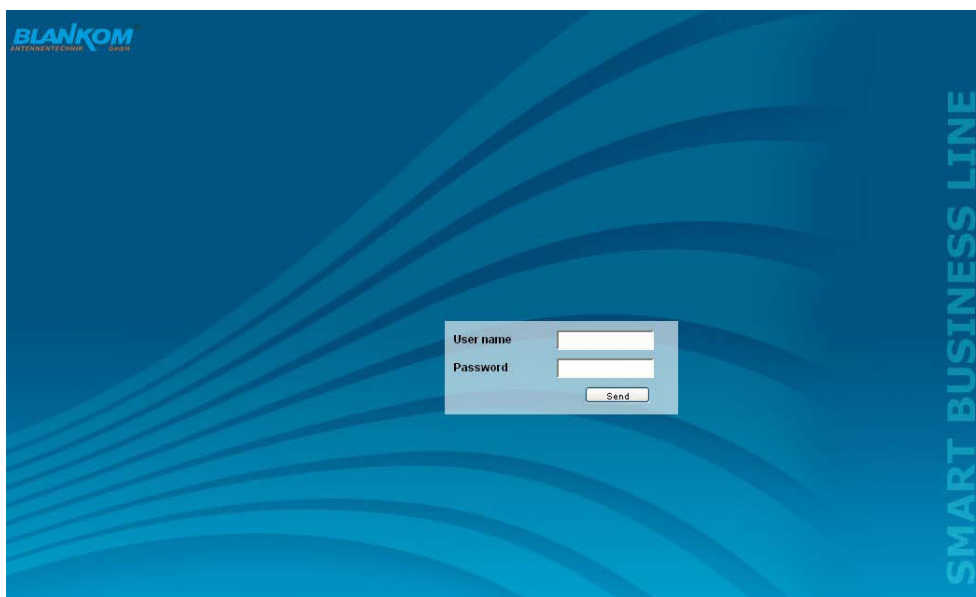 BLANKOM
ANTENNENTECHNIK GmbH
User name
Password
Send
SMART BUSINESS LINE